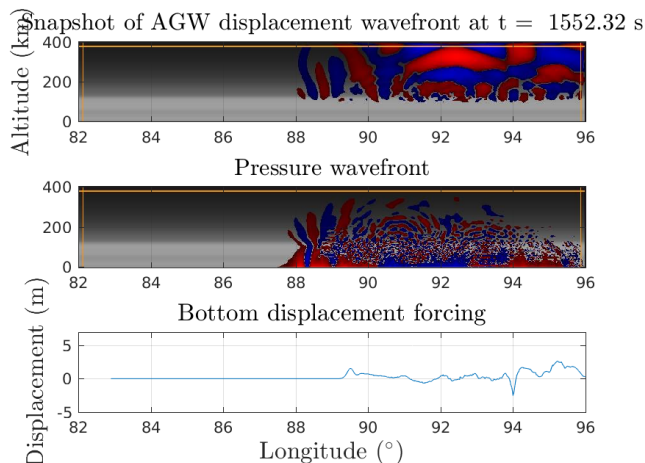 Snapshot of AGW displacement wavefront at t = 1552.32 s
Altitude (km)
400
200
0
82 84 86 88 90 92 94 96
Pressure wavefront
400
200
0
82 84 86 88 90 92 94 96
Bottom displacement forcing
Displacement (m)
5
0
-5
82 84 86 88 90 92 94 96
Longitude (°)